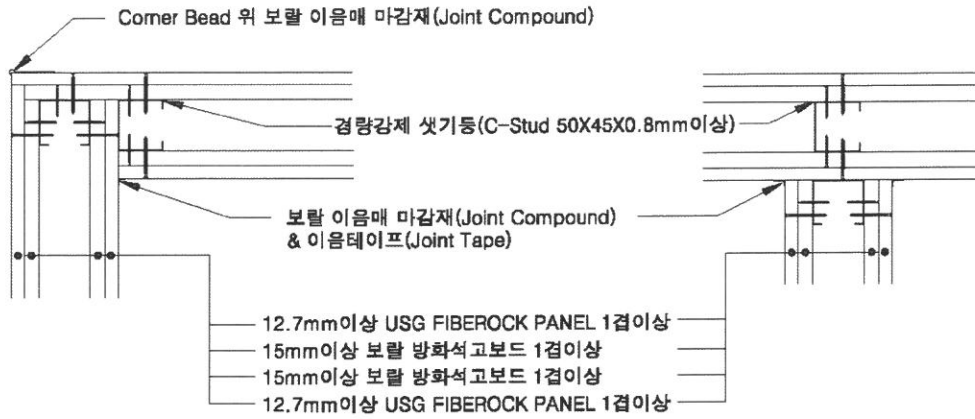 Corner Bead 위 보랄 이음매 마감재(Joint Compound)
경량강제 샛기둥(C-Stud 50X45X0.8mm이상)
보랄 이음매 마감재(Joint Compound)
& 이음테이프(Joint Tape)
12.7mm이상 USG FIBEROCK PANEL 1겹이상
15mm이상 보랄 방화석고보드 1겹이상
15mm이상 보랄 방화석고보드 1겹이상
12.7mm이상 USG FIBEROCK PANEL 1겹이상